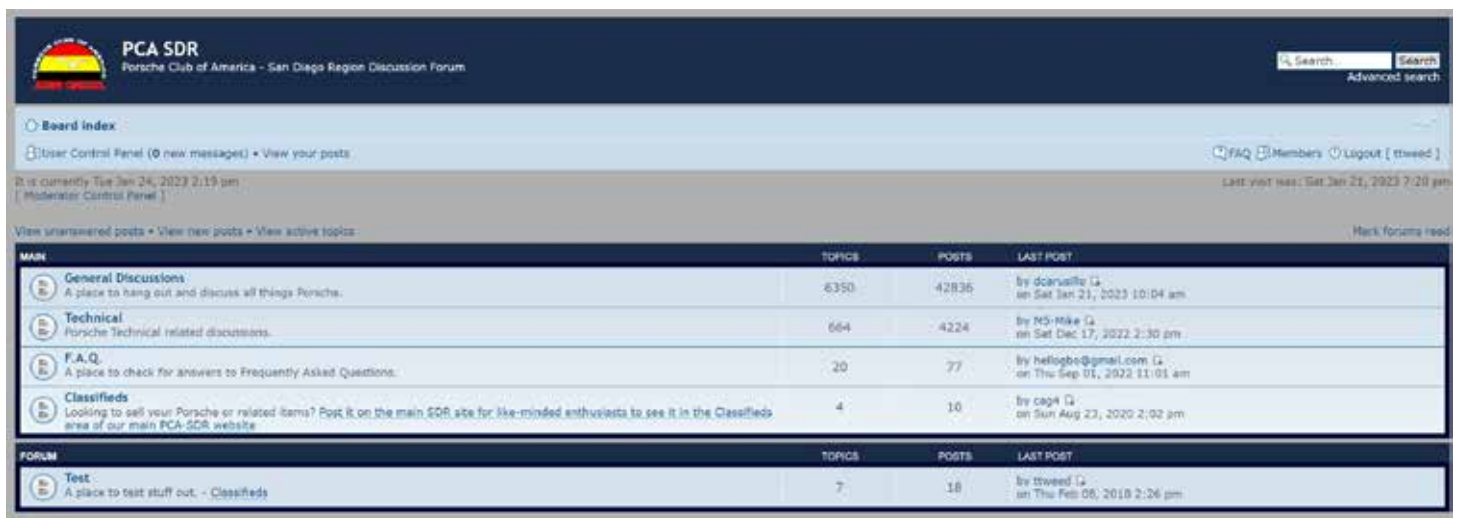 PCA SDR
Porsche Club of America - San Diego Region Discussion Forum
Search...
Search
Advanced search
Board index
User Control Panel (0 new messages) • View your posts
FAQ Members Logout [ ttweed ]
It is currently Tue Jan 24, 2023 2:19 pm
Last visit was: Sat Jan 21, 2023 7:20 pm
[ Moderator Control Panel ]
View unanswered posts • View new posts • View active topics
Mark forums read
MAIN TOPICS POSTS LAST POST
General Discussions
A place to hang out and discuss all things Porsche.
6350 42836
on Sat Jan 21, 2023 10:04 am
Technical
Porsche Technical related discussions.
664 4224
by MS-Mike
on Sat Dec 17, 2022 2:30 pm
F.A.Q.
A place to check for answers to Frequently Asked Questions.
20 77
by hellogbo@gmail.com
on Thu Sep 01, 2022 11:01 am
Classifieds
Looking to sell your Porsche or related items? Post it on the main SDR site for like-minded enthusiasts to see it in the Classifieds
area of our main PCA-SDR website
4 10
by cag4
on Sun Aug 23, 2020 2:02 pm
FORUM TOPICS POSTS LAST POST
Test
A place to test stuff out. - Classifieds
7 18
by ttweed
on Thu Feb 08, 2018 2:26 pm